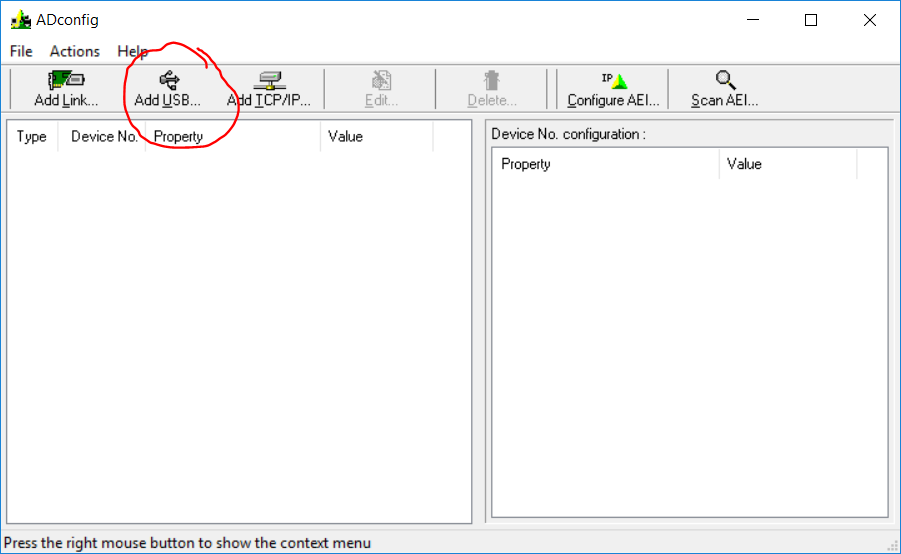 ADconfig
File Actions Help
Add Link... Add USB... Add TCP/IP... Edit... Delete... IP Configure AEI... Scan AEI...
Type Device No. Property Value
Device No. configuration :
Property Value
Press the right mouse button to show the context menu